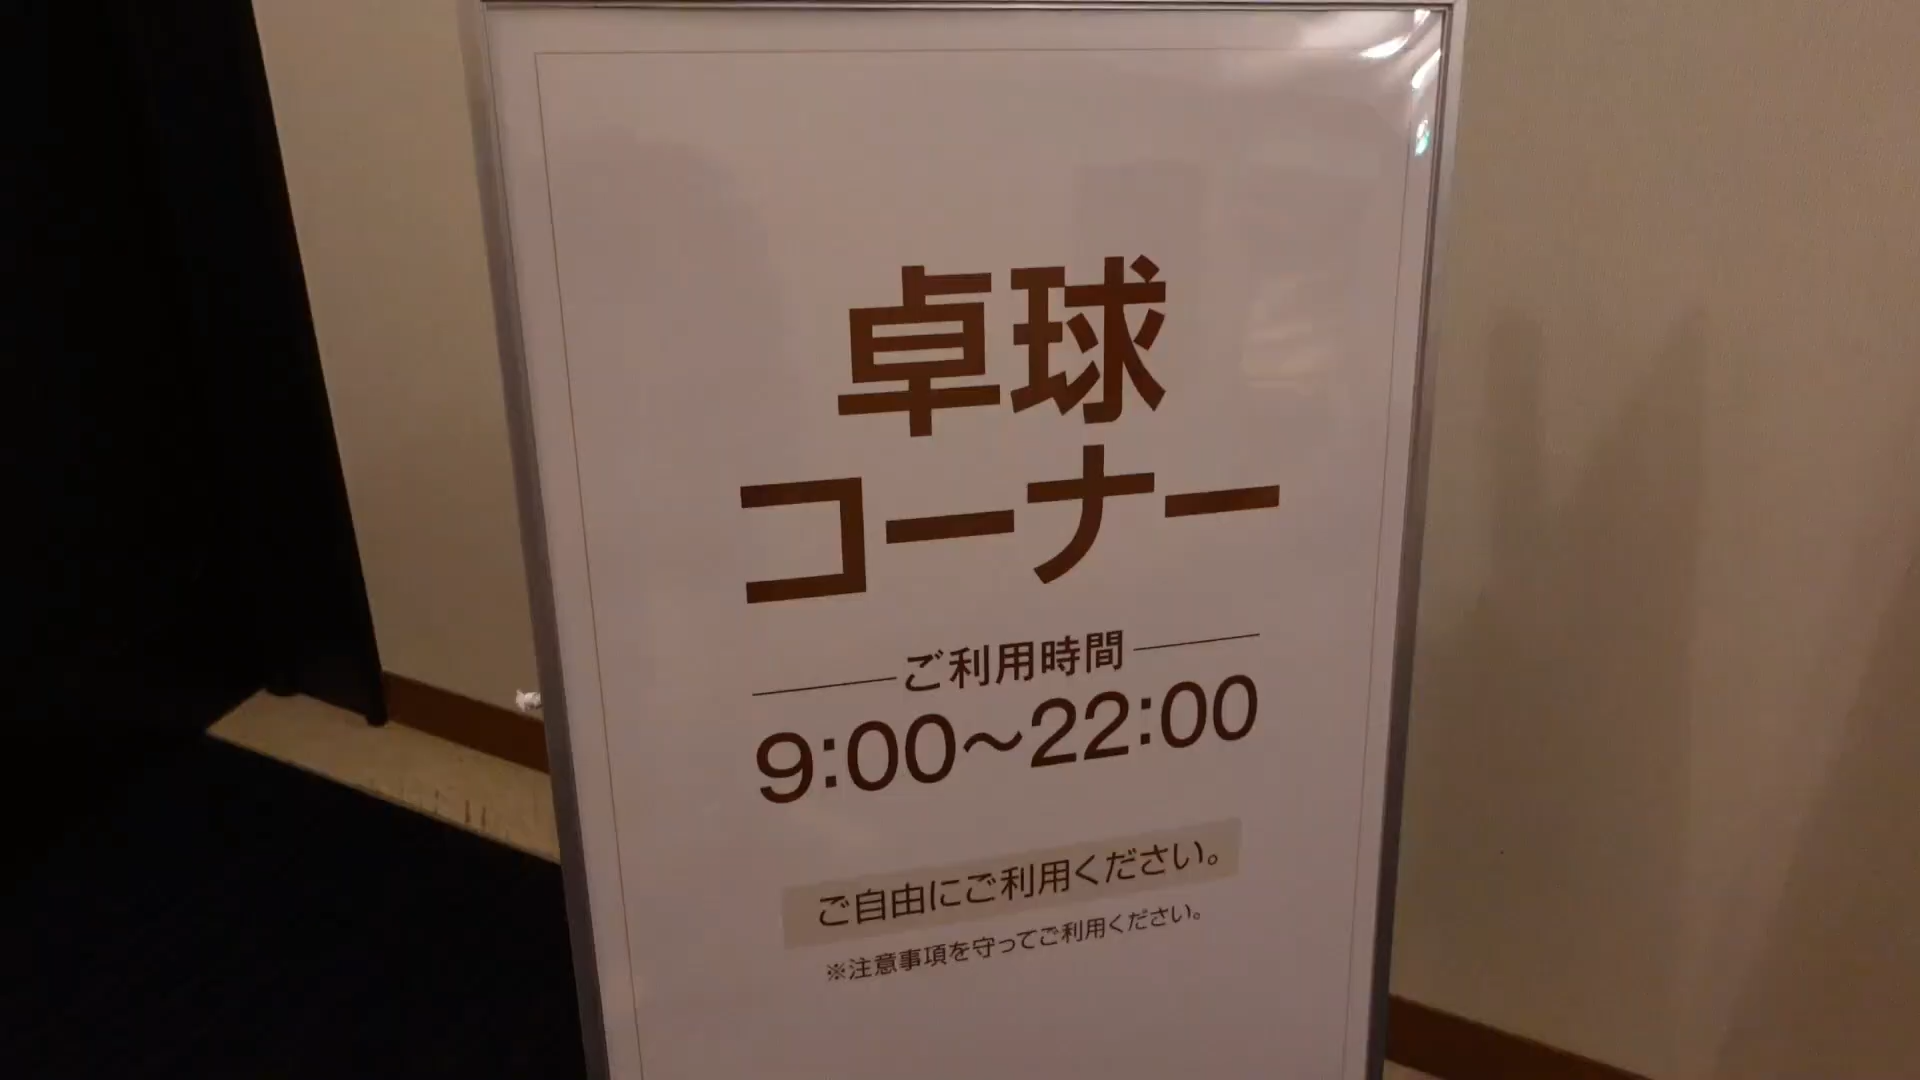 卓球
コーナー
ご利用時間
9:00～22:00
ご自由にご利用ください。
※注意事項を守ってご利用ください。